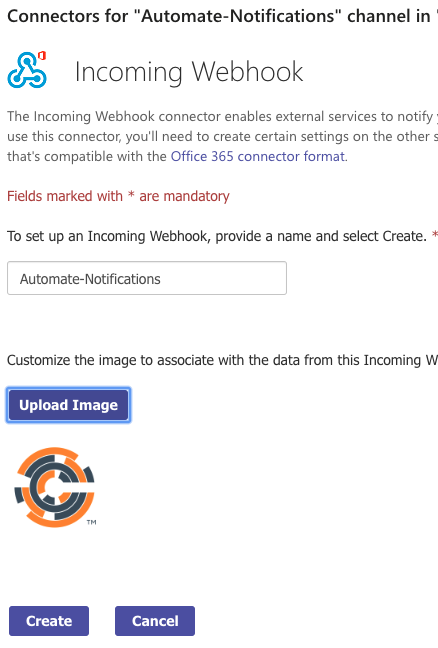 Connectors for "Automate-Notifications" channel in "
Incoming Webhook
The Incoming Webhook connector enables external services to notify
use this connector, you'll need to create certain settings on the other s
that's compatible with the Office 365 connector format.
Fields marked with * are mandatory
To set up an Incoming Webhook, provide a name and select Create. *
Automate-Notifications
Customize the image to associate with the data from this Incoming W
Upload Image
TM
Create
Cancel